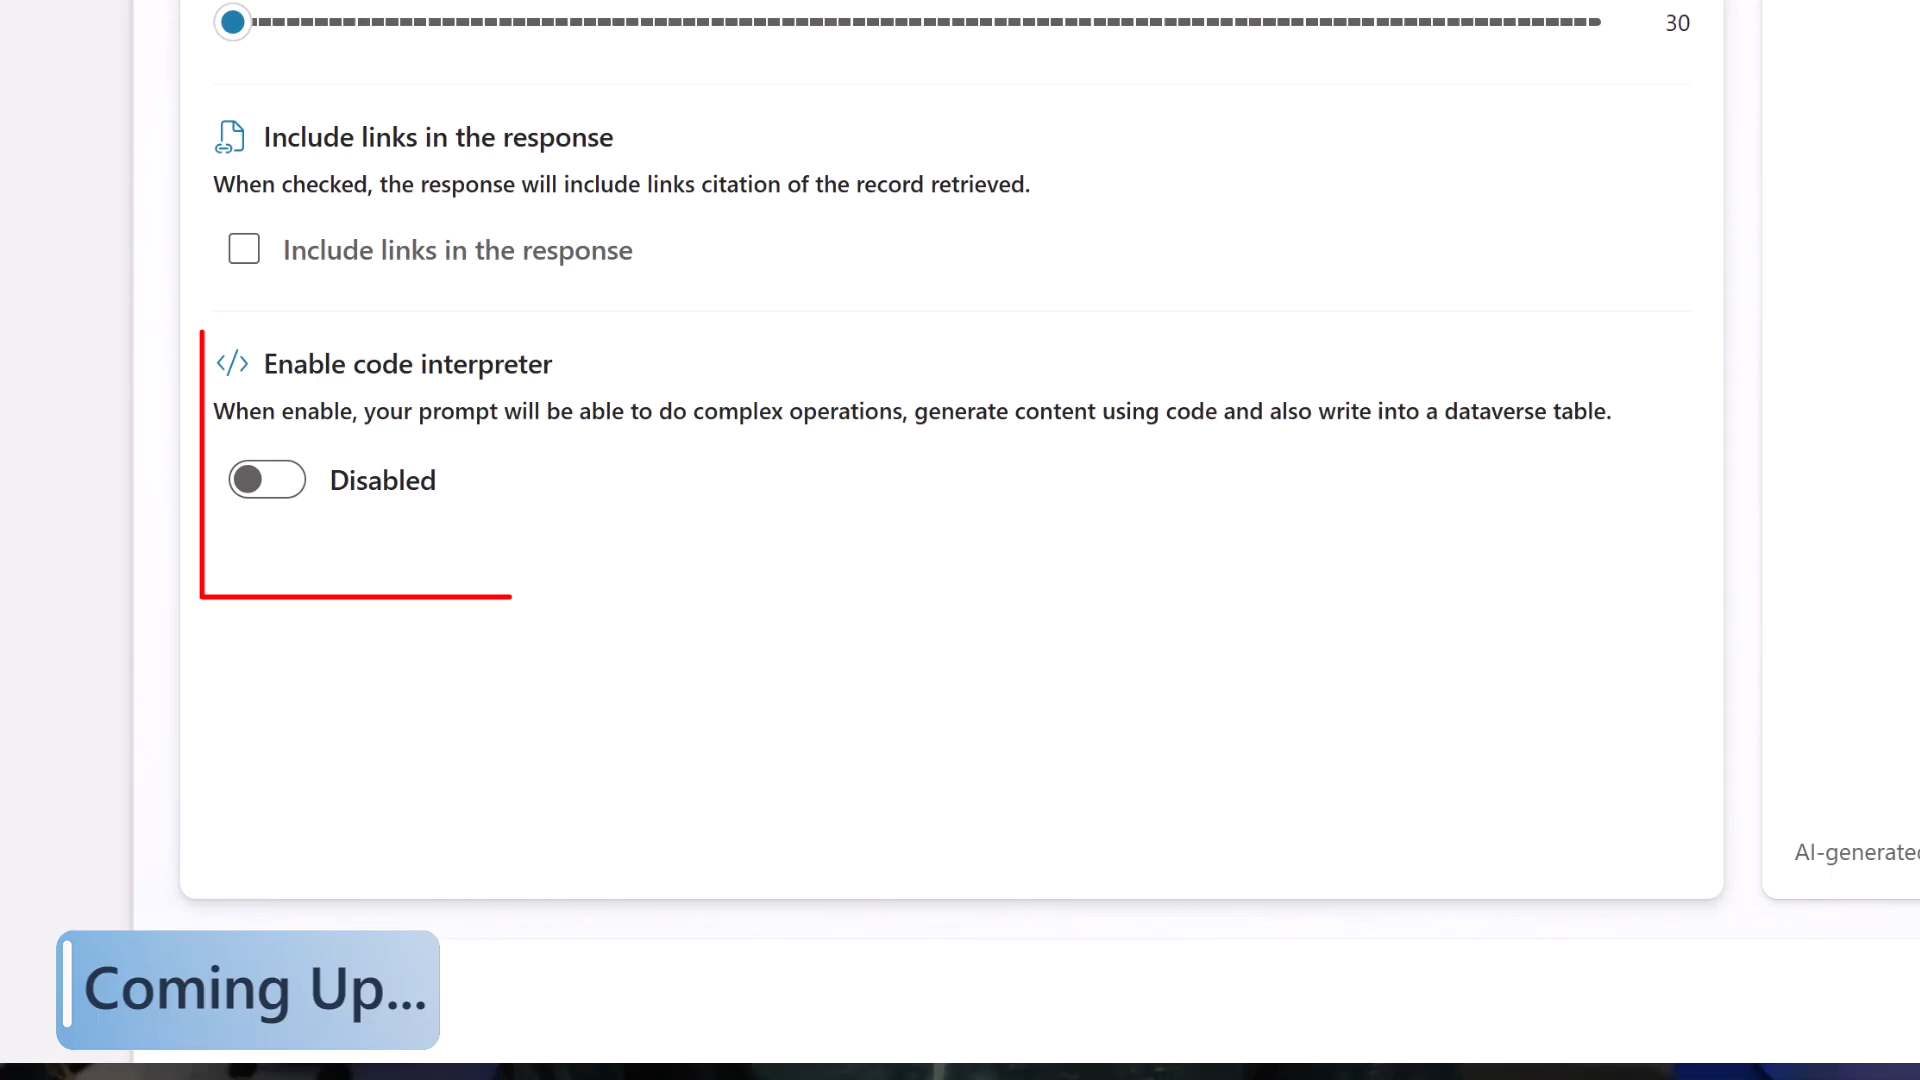 30
Include links in the response
When checked, the response will include links citation of the record retrieved.
Include links in the response
Enable code interpreter
When enable, your prompt will be able to do complex operations, generate content using code and also write into a dataverse table.
Disabled
AI-generated
Coming Up...